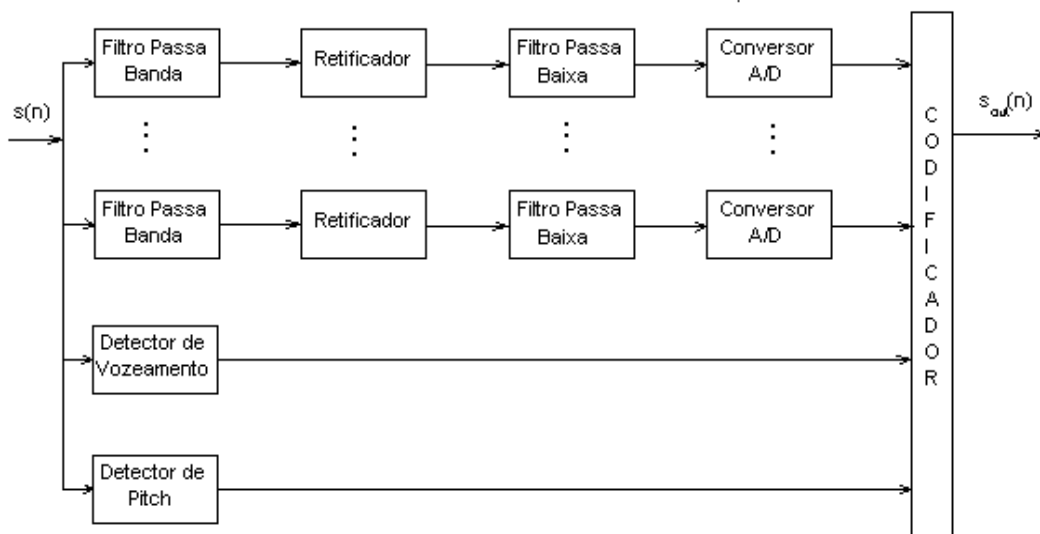 Filtro Passa
Banda
Retificador
Filtro Passa
Baixa
Conversor
A/D
s(n)
s_out(n)
Filtro Passa
Banda
Retificador
Filtro Passa
Baixa
Conversor
A/D
Detector de
Vozeamento
Detector de
Pitch
C
O
D
I
F
I
C
A
D
O
R